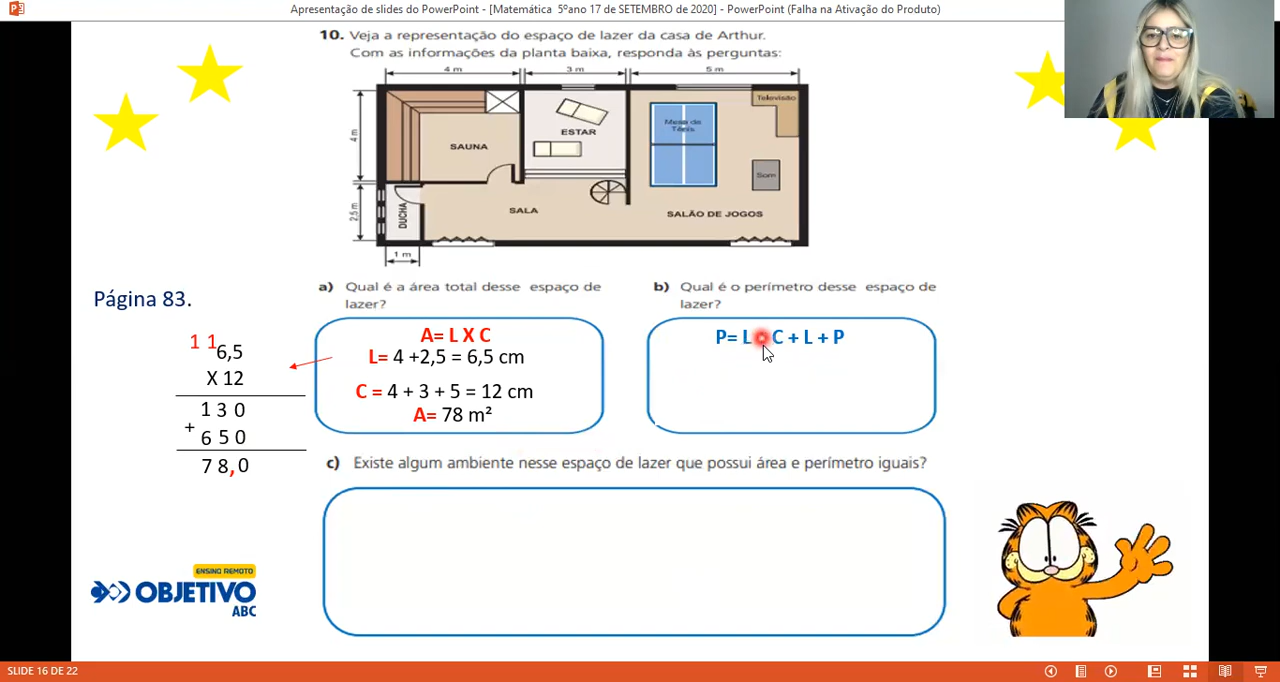 Apresentação de slides do PowerPoint - [Matemática 5ºano 17 de SETEMBRO de 2020] - PowerPoint (Falha na Ativação do Produto)
10. Veja a representação do espaço de lazer da casa de Arthur.
Com as informações da planta baixa, responda às perguntas:
4 m
3 m
5 m
Televisão
Mesa de
Tênis
ESTAR
4 m
SAUNA
Som
2,5 m
DUCHA
SALA
SALÃO DE JOGOS
1 m
Página 83.
a) Qual é a área total desse espaço de
lazer?
b) Qual é o perímetro desse espaço de
lazer?
1 1
6,5
X 12
1 3 0
+
6 5 0
7 8,0
A= L X C
L= 4 +2,5 = 6,5 cm
C = 4 + 3 + 5 = 12 cm
A= 78 m²
P= L + C + L + P
c) Existe algum ambiente nesse espaço de lazer que possui área e perímetro iguais?
ENSINO REMOTO
OBJETIVO
ABC
SLIDE 16 DE 22